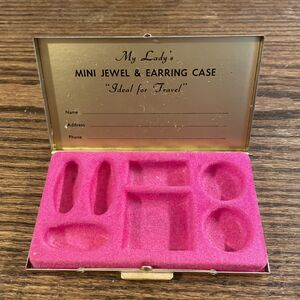 My Lady's
MINI JEWEL & EARRING CASE
"Ideal for Travel"
Name
Address
Phone